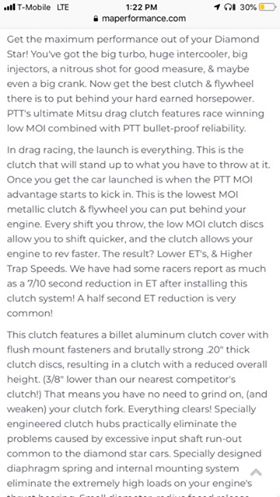 T-Mobile LTE 1:22 PM 30%
maperformance.com
Get the maximum performance out of your Diamond
Star! You've got the big turbo, huge intercooler, big
injectors, a nitrous shot for good measure, & maybe
even a big crank. Now get the best clutch & flywheel
there is to put behind your hard earned horsepower.
PTT's ultimate Mitsu drag clutch features race winning
low MOI combined with PTT bullet-proof reliability.
In drag racing, the launch is everything. This is the
clutch that will stand up to what you have to throw at it.
Once you get the car launched is when the PTT MOI
advantage starts to kick in. This is the lowest MOI
metallic clutch & flywheel you can put behind your
engine. Every shift you throw, the low MOI clutch discs
allow you to shift quicker, and the clutch allows your
engine to rev faster. The result? Lower ET's, & Higher
Trap Speeds. We have had some racers report as much
as a 7/10 second reduction in ET after installing this
clutch system! A half second ET reduction is very
common!
This clutch features a billet aluminum clutch cover with
flush mount fasteners and brutally strong .20" thick
clutch discs, resulting in a clutch with a reduced overall
height. (3/8" lower than our nearest competitor's
clutch!) That means you have no need to grind on, (and
weaken) your clutch fork. Everything clears! Specially
engineered clutch hubs practically eliminate the
problems caused by excessive input shaft run-out
common to the diamond star cars. Specially designed
diaphragm spring and internal mounting system
eliminate the extremely high loads on your engine's